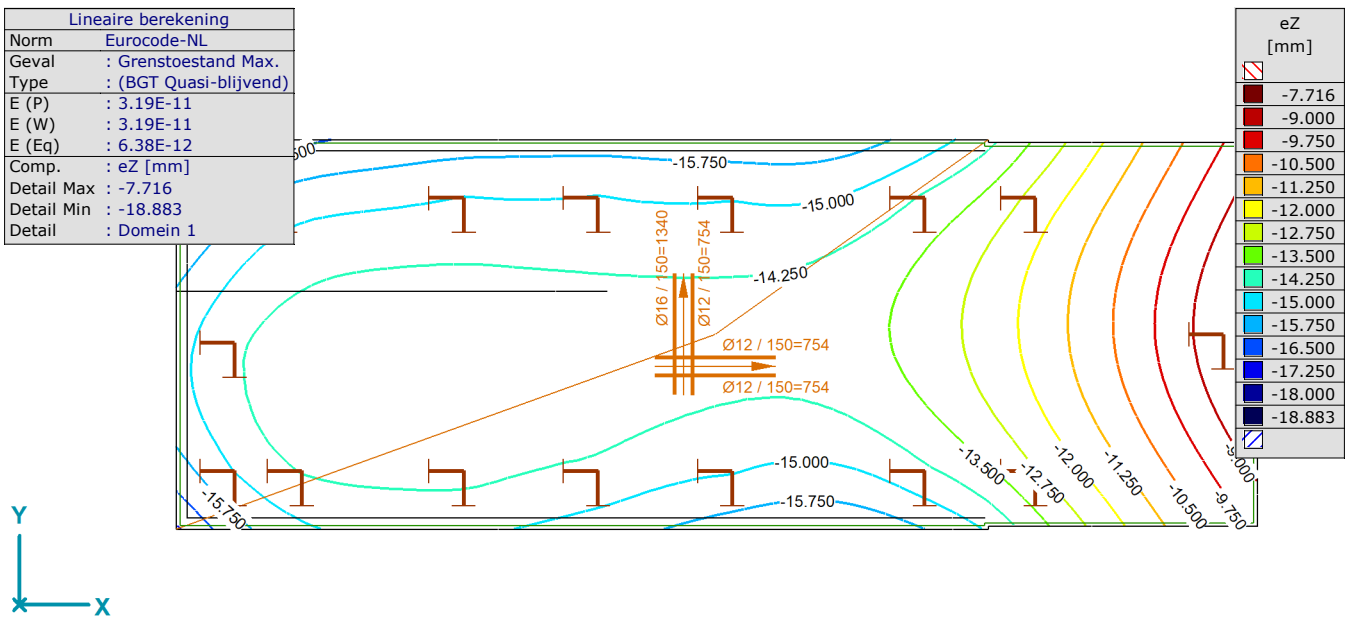 Lineaire berekening
Norm Eurocode-NL
Geval : Grenstoestand Max.
Type : (BGT Quasi-blijvend)
E (P) : 3.19E-11
E (W) : 3.19E-11
E (Eq) : 6.38E-12
Comp. : eZ [mm]
Detail Max : -7.716
Detail Min : -18.883
Detail : Domein 1
eZ
[mm]
-7.716
-9.000
-9.750
-10.500
-11.250
-12.000
-12.750
-13.500
-14.250
-15.000
-15.750
-16.500
-17.250
-18.000
-18.883
-15.750
-15.000
-14.250
Ø16 / 150=1340
Ø12 / 150=754
Ø12 / 150=754
Ø12 / 150=754
-15.000
-15.750
-15.750
-13.500
-12.750
-12.000
-11.250
-10.500
-9.750
-9.000
Y
X